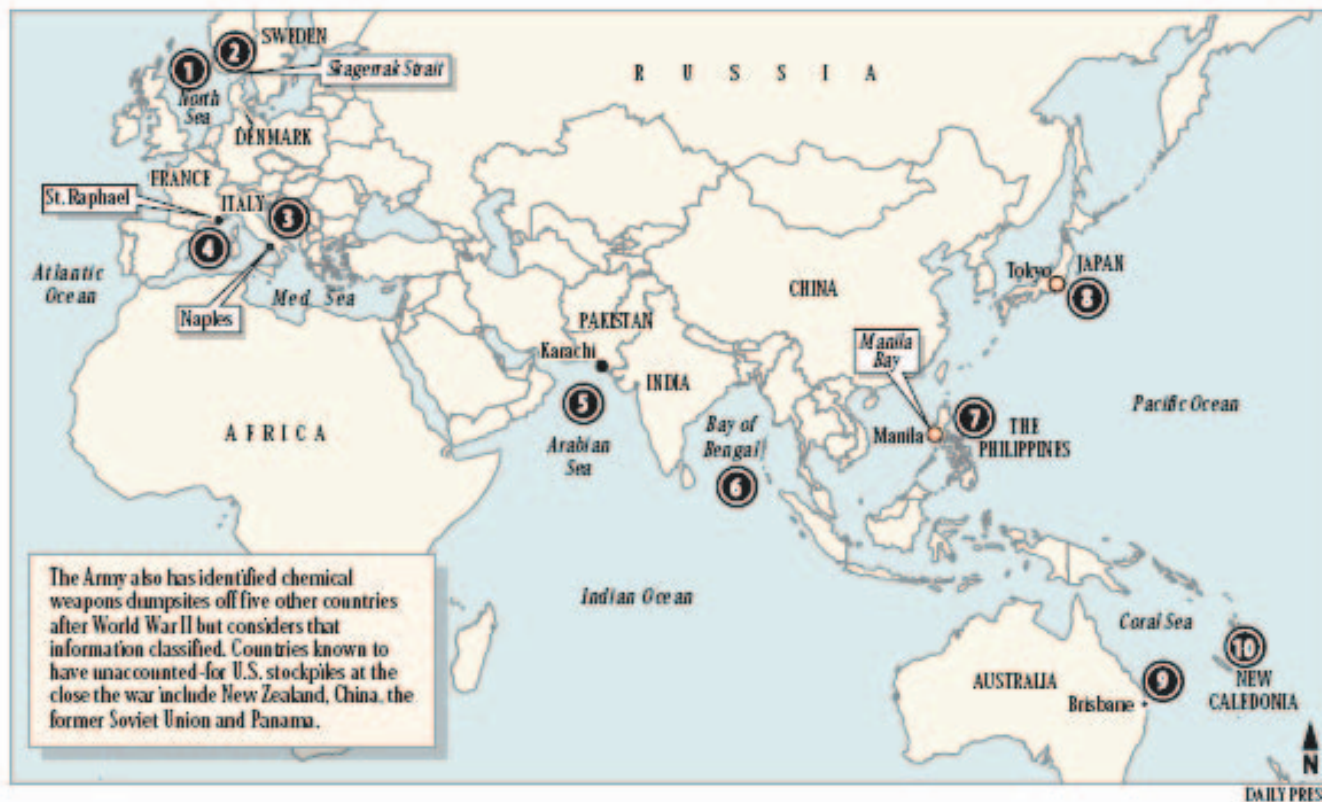 SWEDEN
2
1
Skagerrak Strait
R U S S I A
North
Sea
DENMARK
FRANCE
St. Raphael
ITALY
3
4
Atlantic
Ocean
Med. Sea
Naples
Tokyo
JAPAN
8
CHINA
PAKISTAN
Karachi
INDIA
Manila
Bay
5
Pacific Ocean
A F R I C A
Arabian
Sea
Bay of
Bengal
6
7
Manila
THE
PHILIPPINES
The Army also has identified chemical
weapons dumpsites off five other countries
after World War II but considers that
information classified. Countries known to
have unaccounted-for U.S. stockpiles at the
close the war include New Zealand, China, the
former Soviet Union and Panama.
Indian Ocean
Coral Sea
10
NEW
CALEDONIA
AUSTRALIA
9
Brisbane
N
DAILY PRESS